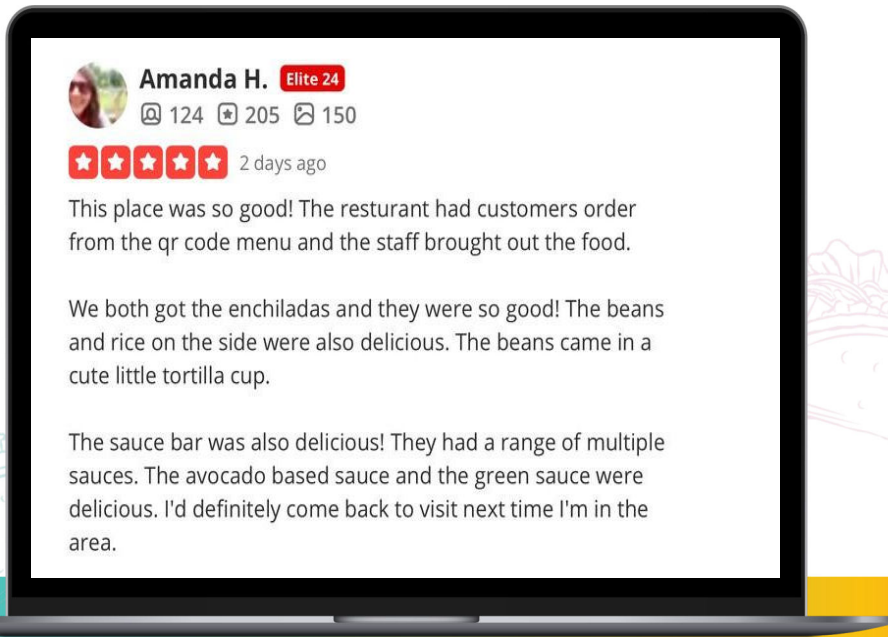 Amanda H. Elite 24
124 205 150
2 days ago
This place was so good! The resturant had customers order
from the qr code menu and the staff brought out the food.
We both got the enchiladas and they were so good! The beans
and rice on the side were also delicious. The beans came in a
cute little tortilla cup.
The sauce bar was also delicious! They had a range of multiple
sauces. The avocado based sauce and the green sauce were
delicious. I'd definitely come back to visit next time I'm in the
area.